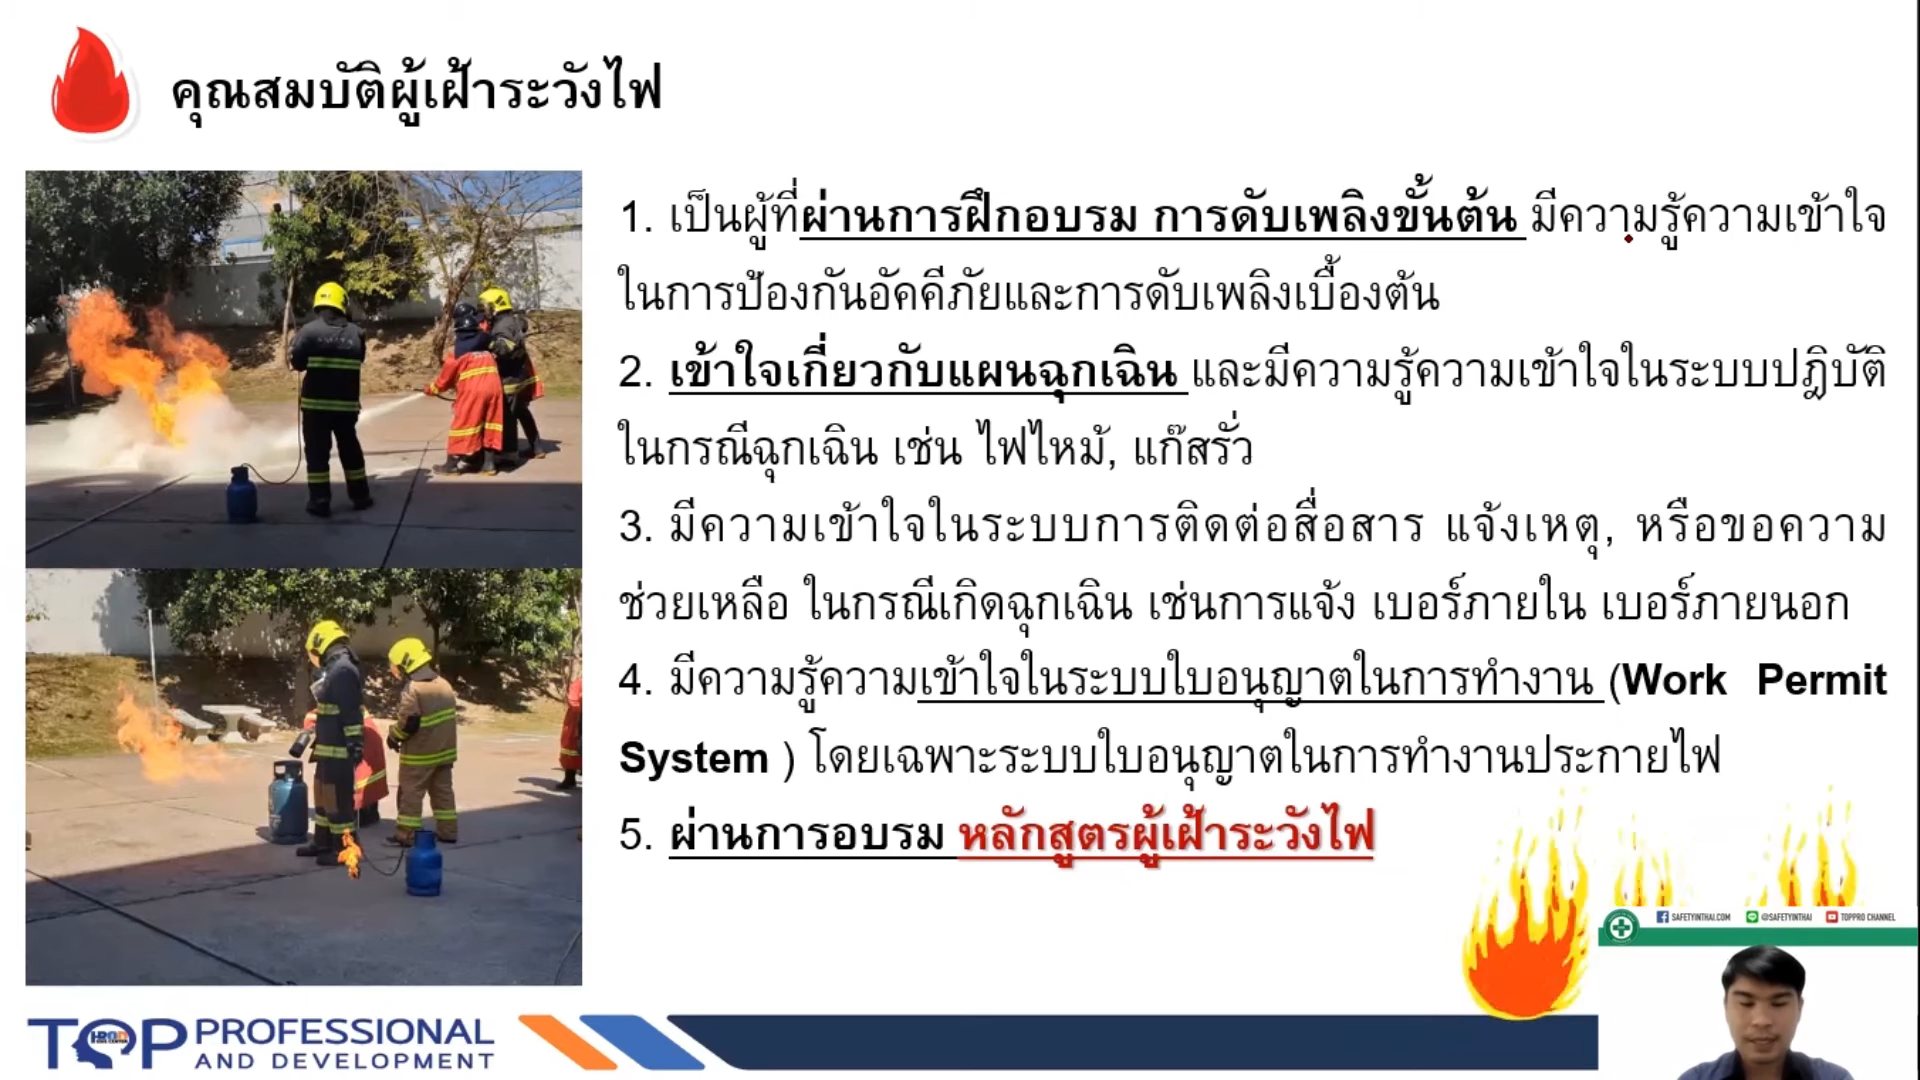 คุณสมบัติผู้เฝ้าระวังไฟ
1. เป็นผู้ที่ผ่านการฝึกอบรม การดับเพลิงขั้นต้น มีความรู้ความเข้าใจ
ในการป้องกันอัคคีภัยและการดับเพลิงเบื้องต้น
2. เข้าใจเกี่ยวกับแผนฉุกเฉิน และมีความรู้ความเข้าใจในระบบปฎิบัติ
ในกรณีฉุกเฉิน เช่น ไฟไหม้, แก๊สรั่ว
3. มีความเข้าใจในระบบการติดต่อสื่อสาร แจ้งเหตุ, หรือขอความ
ช่วยเหลือ ในกรณีเกิดฉุกเฉิน เช่นการแจ้ง เบอร์ภายใน เบอร์ภายนอก
4. มีความรู้ความเข้าใจในระบบใบอนุญาตในการทำงาน (Work Permit
System ) โดยเฉพาะระบบใบอนุญาตในการทำงานประกายไฟ
5. ผ่านการอบรม หลักสูตรผู้เฝ้าระวังไฟ
SAFETYINTHAI.COM @SAFETYINTHAI TOPPRO CHANNEL
TOP PROFESSIONAL
AND DEVELOPMENT